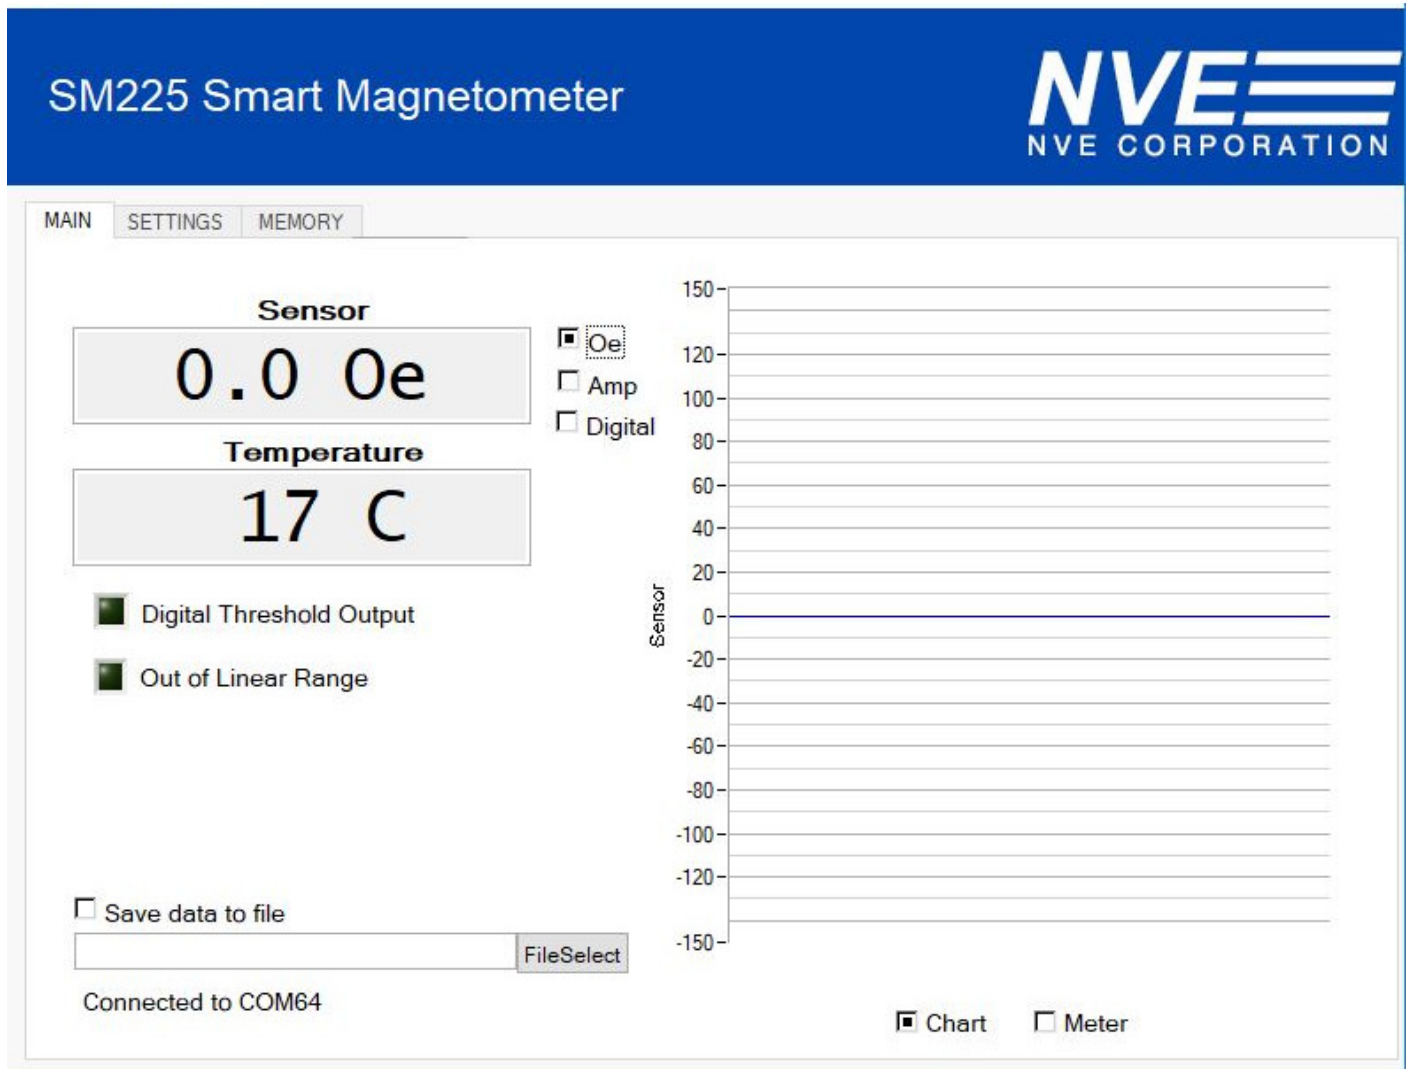 SM225 Smart Magnetometer
NVE
NVE CORPORATION
MAIN SETTINGS MEMORY
Sensor
0.0 Oe
Oe
Amp
Digital
Temperature
17 C
Digital Threshold Output
Out of Linear Range
Save data to file
FileSelect
Connected to COM64
Sensor
150
120
100
80
60
40
20
0
-20
-40
-60
-80
-100
-120
-150
Chart Meter